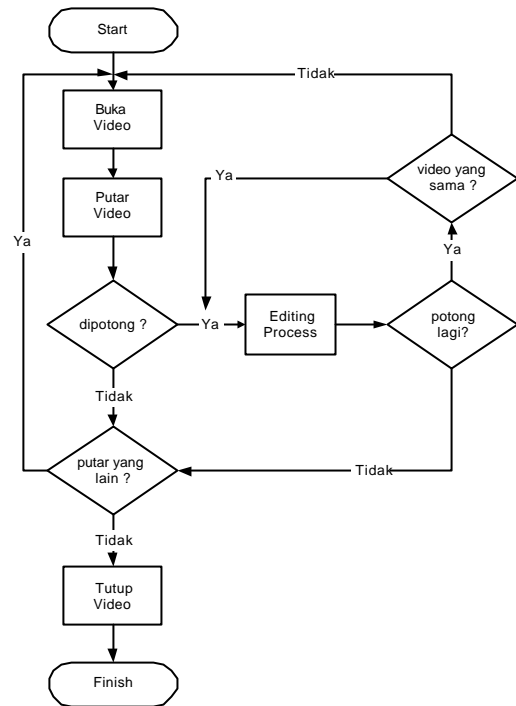 Start
Tidak
Buka
Video
video yang
sama ?
Ya
Putar
Video
Ya
Ya
dipotong ?
Ya
Editing
Process
potong
lagi?
Tidak
putar yang
lain ?
Tidak
Tidak
Tutup
Video
Finish